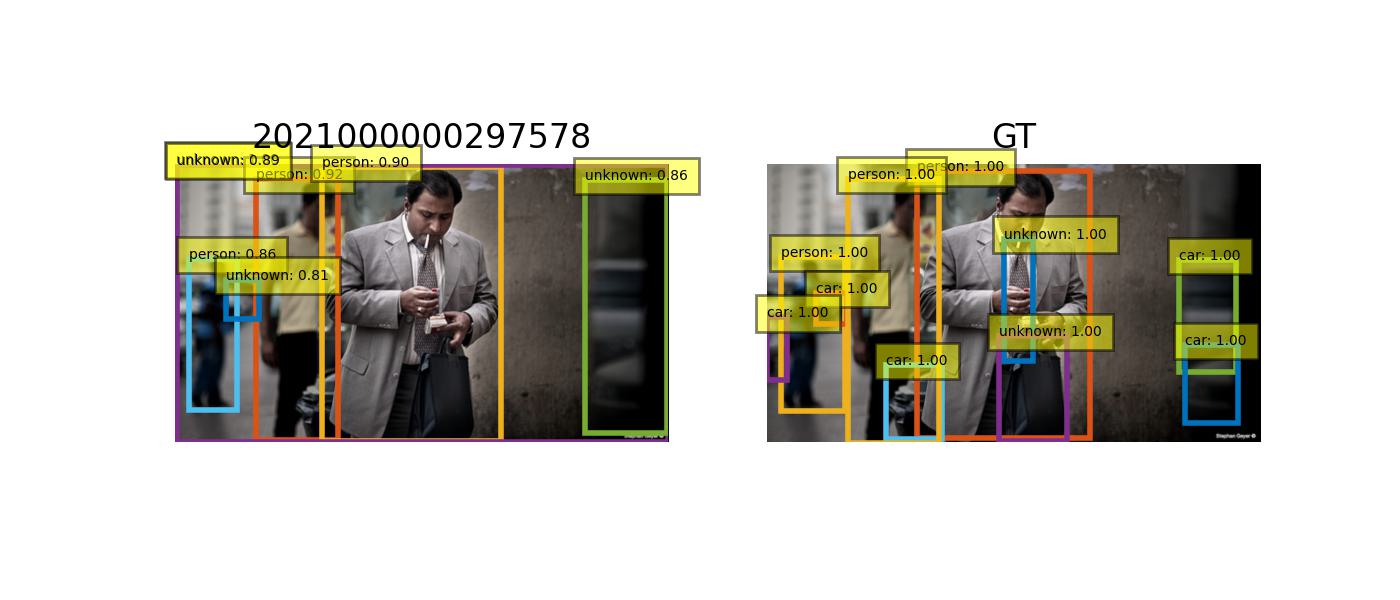 2021000000297578
unknown: 0.89
person: 0.92
person: 0.90
unknown: 0.86
person: 0.86
unknown: 0.81
GT
person: 1.00
person: 1.00
unknown: 1.00
person: 1.00
car: 1.00
car: 1.00
car: 1.00
unknown: 1.00
car: 1.00
car: 1.00
Stephan Geyer ©